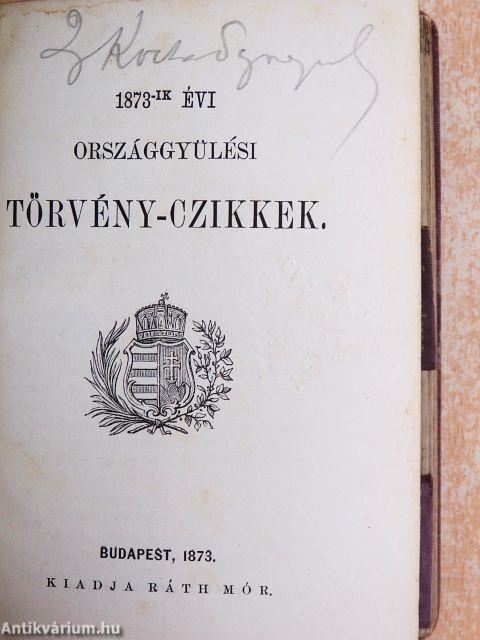 1873-IK ÉVI
ORSZÁGGYÜLÉSI
TÖRVÉNY-CZIKKEK.
BUDAPEST, 1873.
KIADJA RÁTH MÓR.
Antikvárium.hu